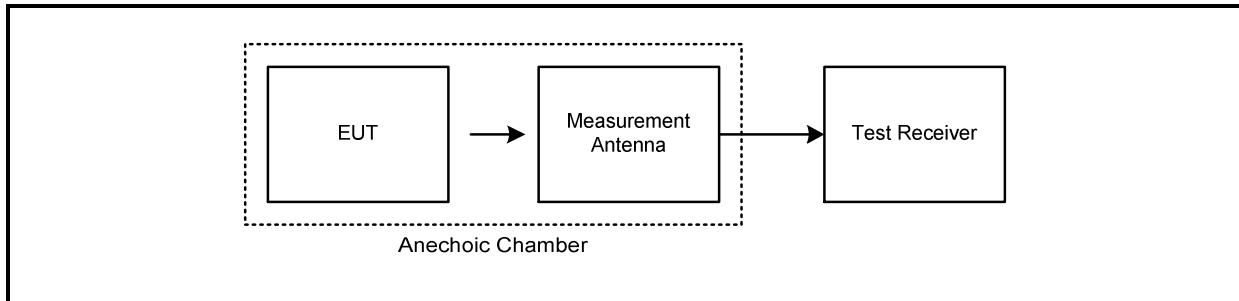 EUT
Measurement
Antenna
Test Receiver
Anechoic Chamber